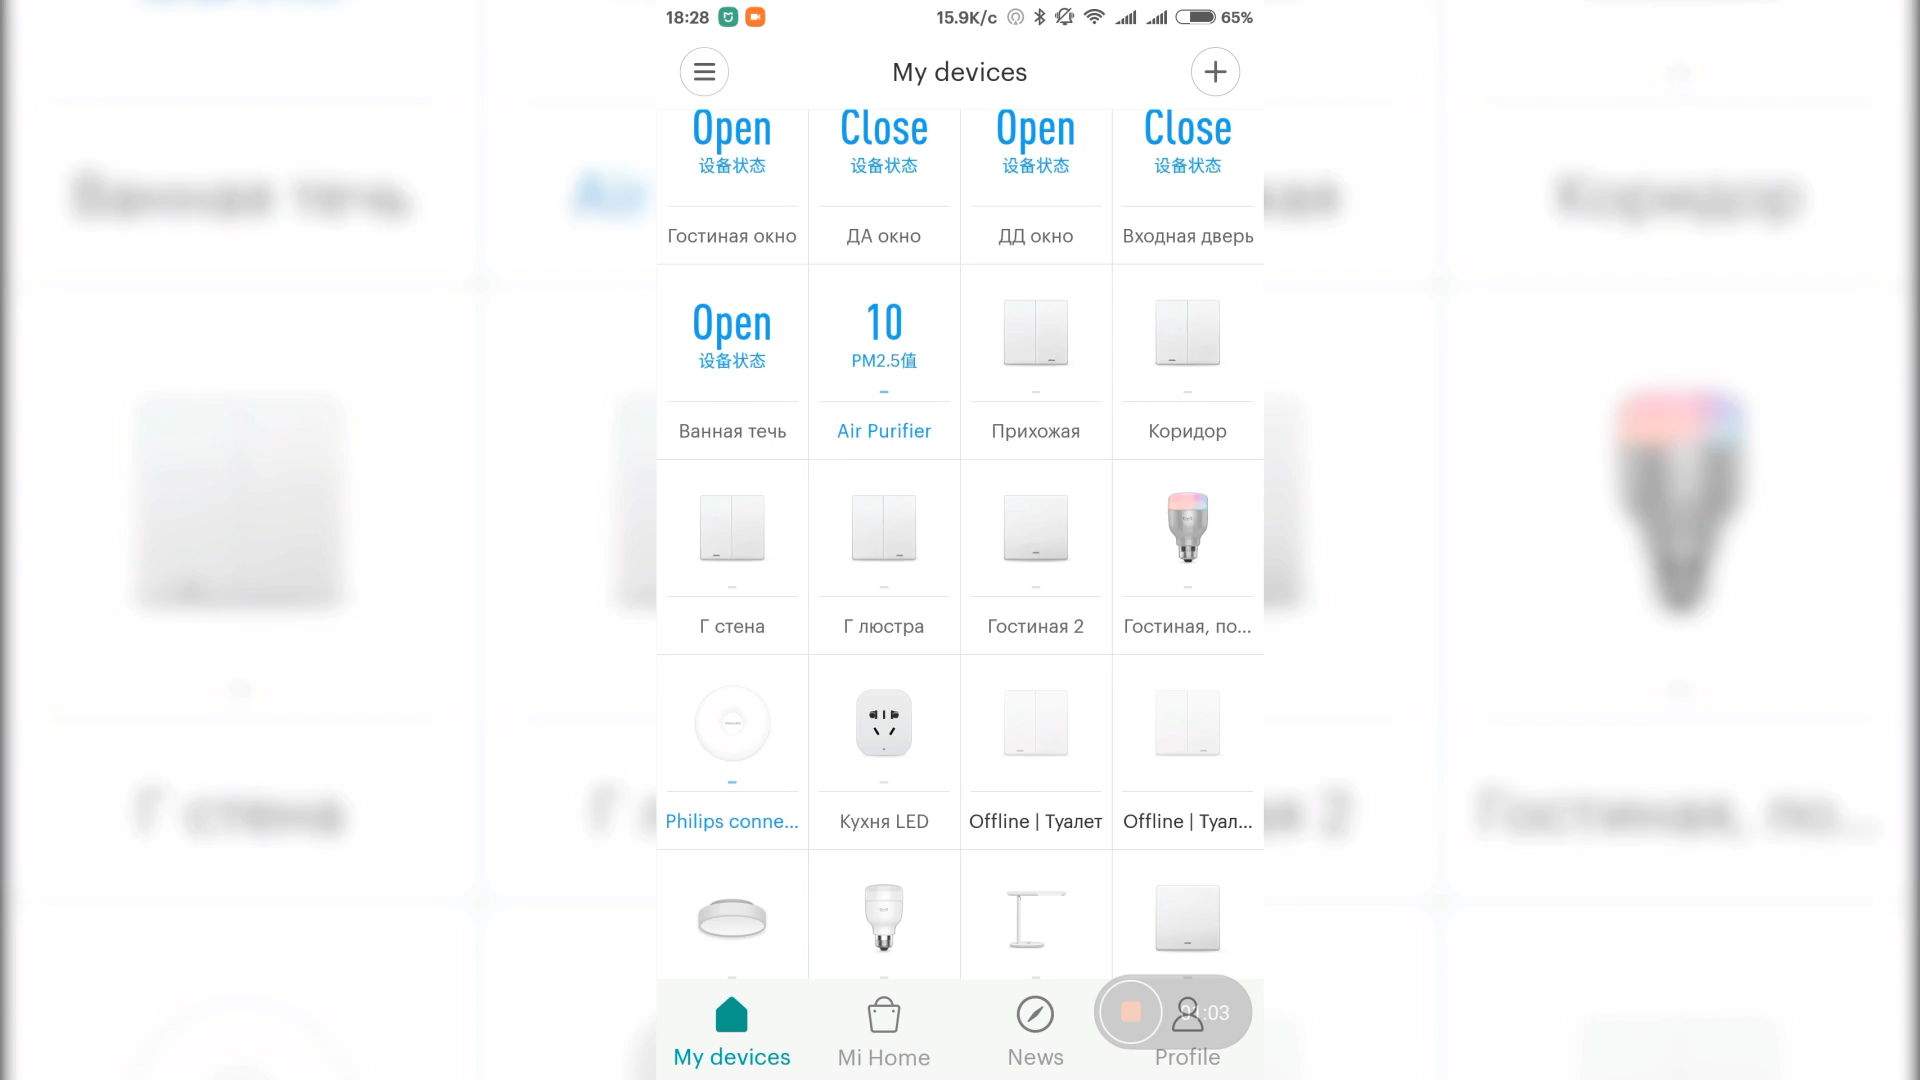 18:28
15.9K/c
65%
My devices
Open
设备状态
Close
设备状态
Open
设备状态
Close
设备状态
Гостиная окно
ДА окно
ДД окно
Входная дверь
Open
设备状态
10
PM2.5值
Ванная течь
Air Purifier
Прихожая
Коридор
Г стена
Г люстра
Гостиная 2
Гостиная, по...
Philips conne...
Кухня LED
Offline | Туалет
Offline | Туал...
My devices
Mi Home
News
Profile